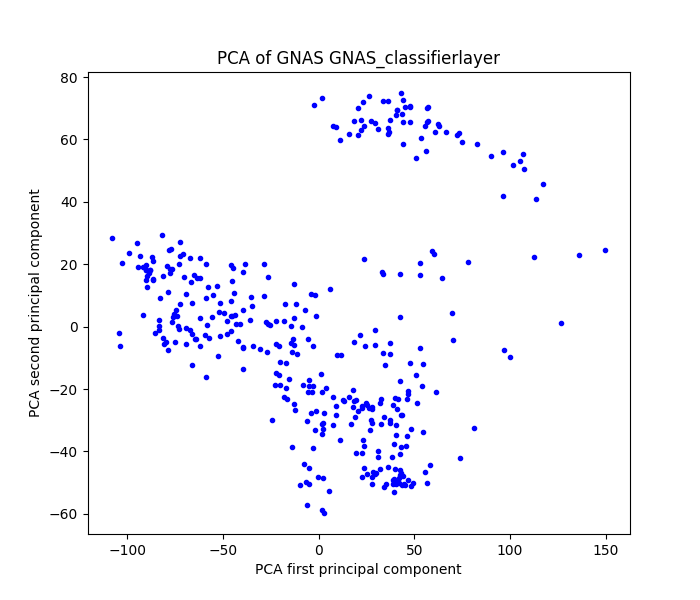 PCA of GNAS GNAS_classifierlayer
80
60
40
20
0
−20
−40
−60
PCA second principal component
−100 −50 0 50 100 150
PCA first principal component